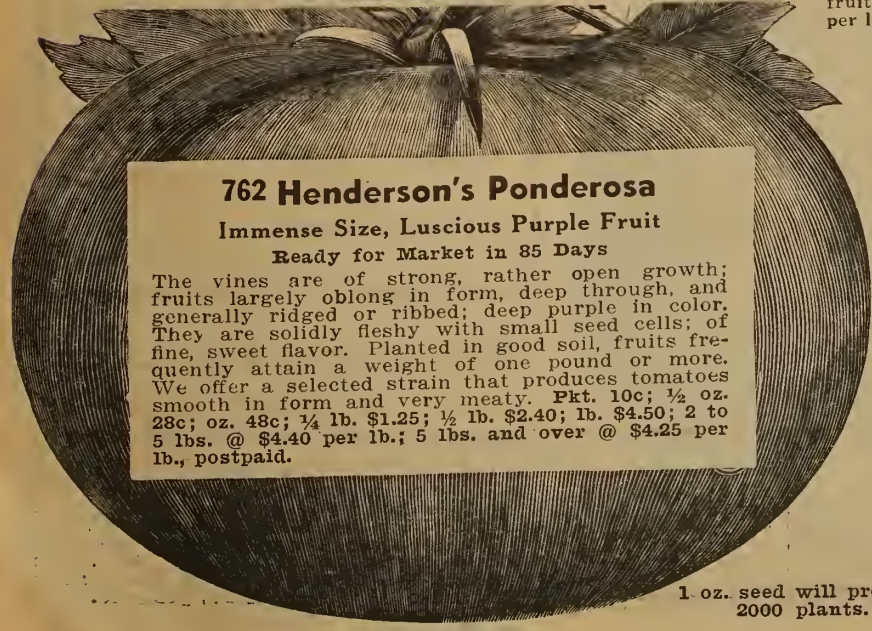 fruit
per l
762 Henderson's Ponderosa
Immense Size, Luscious Purple Fruit
Ready for Market in 85 Days
The vines are of strong, rather open growth;
fruits largely oblong in form, deep through, and
generally ridged or ribbed; deep purple in color.
They are solidly fleshy with small seed cells; of
fine, sweet flavor. Planted in good soil, fruits fre-
quently attain a weight of one pound or more.
We offer a selected strain that produces tomatoes
smooth in form and very meaty. Pkt. 10c; ½ oz.
28c; oz. 48c; ¼ lb. $1.25; ½ lb. $2.40; lb. $4.50; 2 to
5 lbs. @ $4.40 per lb.; 5 lbs. and over @ $4.25 per
lb., postpaid.
1 oz. seed will pr
2000 plants.